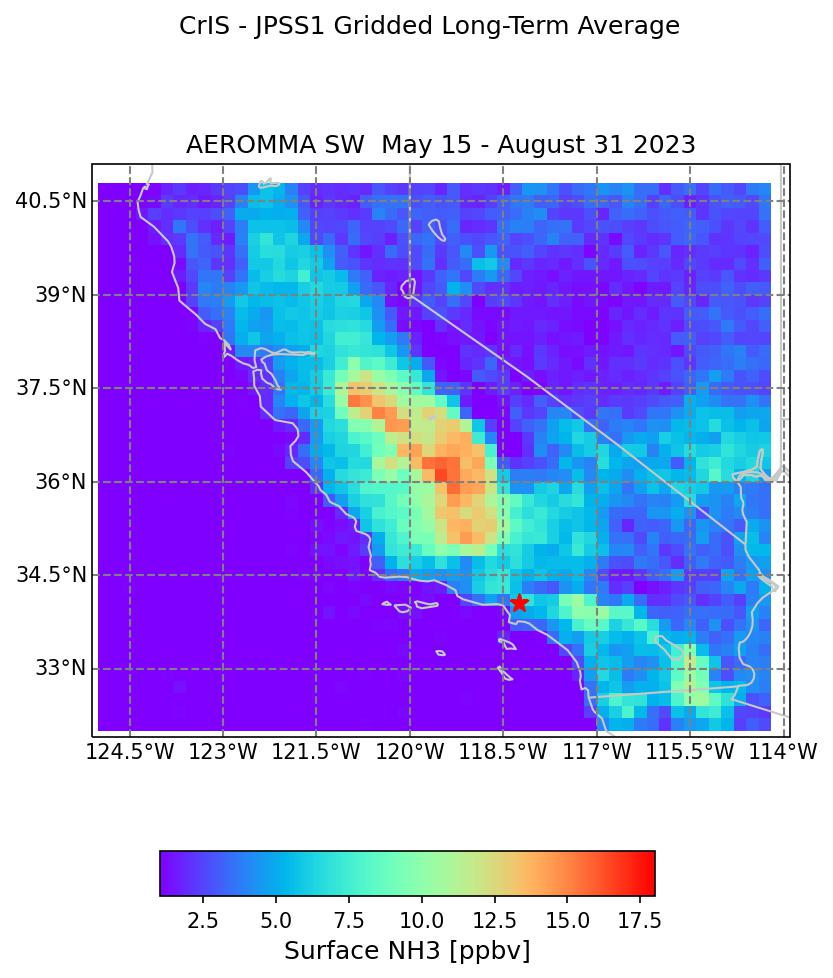 CrIS - JPSS1 Gridded Long-Term Average
AEROMMA SW  May 15 - August 31 2023
40.5°N
39°N
37.5°N
36°N
34.5°N
33°N
124.5°W 123°W 121.5°W 120°W 118.5°W 117°W 115.5°W 114°W
2.5 5.0 7.5 10.0 12.5 15.0 17.5
Surface NH3 [ppbv]